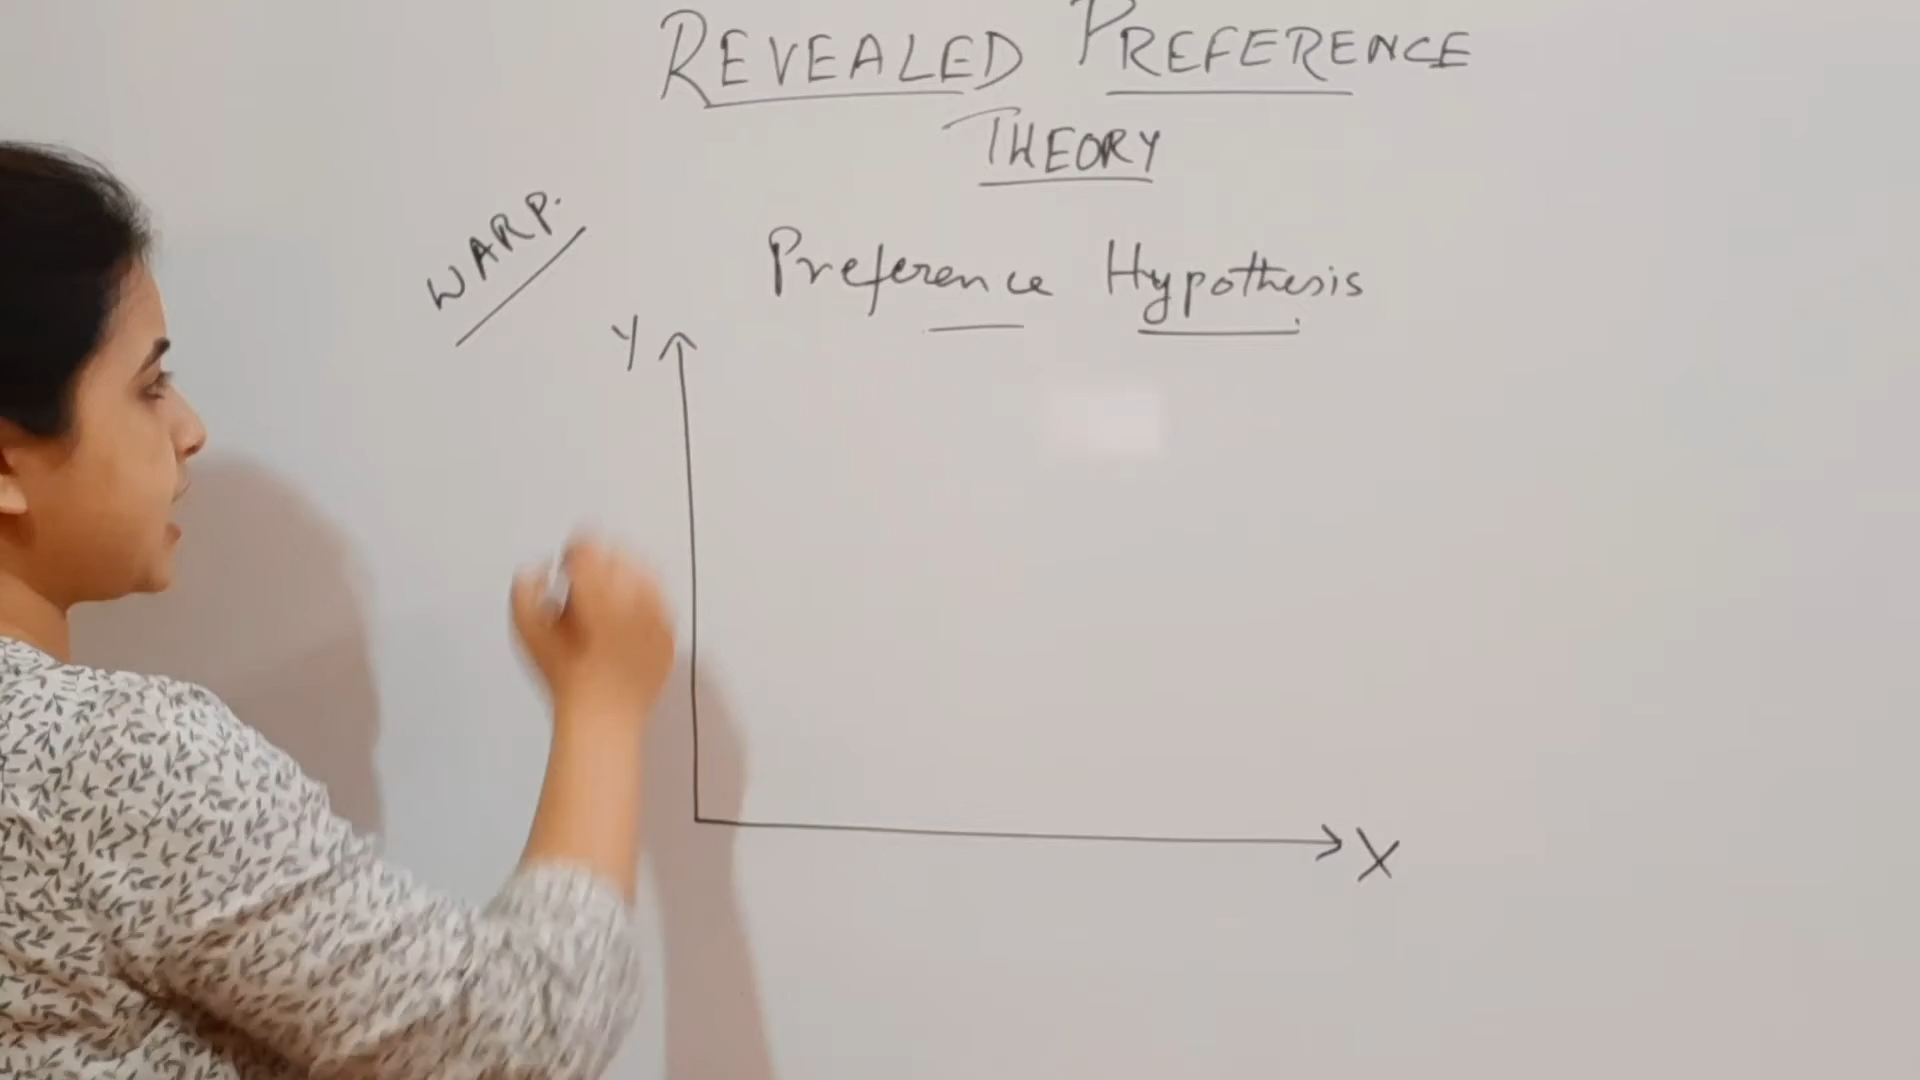 REVEALED PREFERENCE
THEORY
WARP.
Preference Hypothesis
Y
X